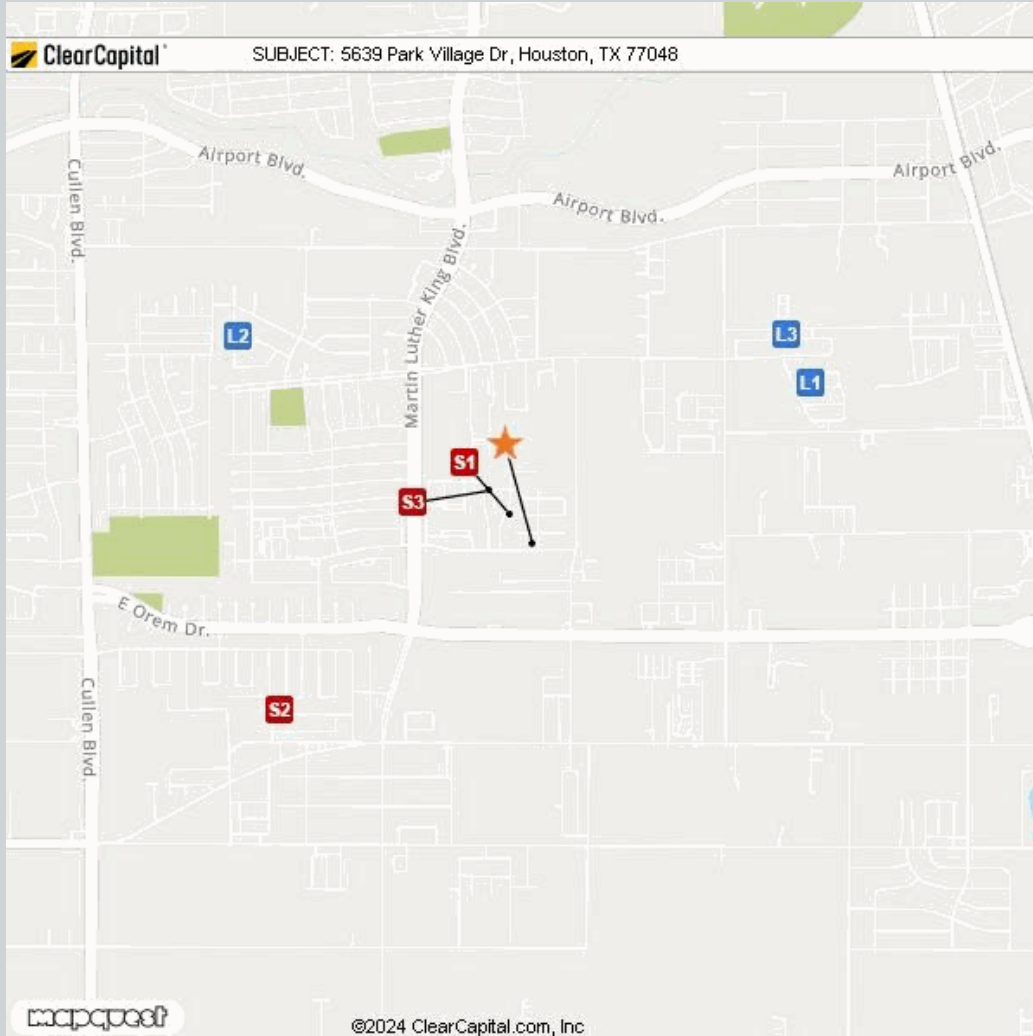 ClearCapital
SUBJECT: 5639 Park Village Dr, Houston, TX 77048
Airport Blvd.
Airport Blvd.
Airport Blvd.
Cullen Blvd.
Martin Luther King Blvd.
L2
L3
L1
S1
S3
E Orem Dr.
S2
Cullen Blvd.
mapquest
©2024 ClearCapital.com, Inc